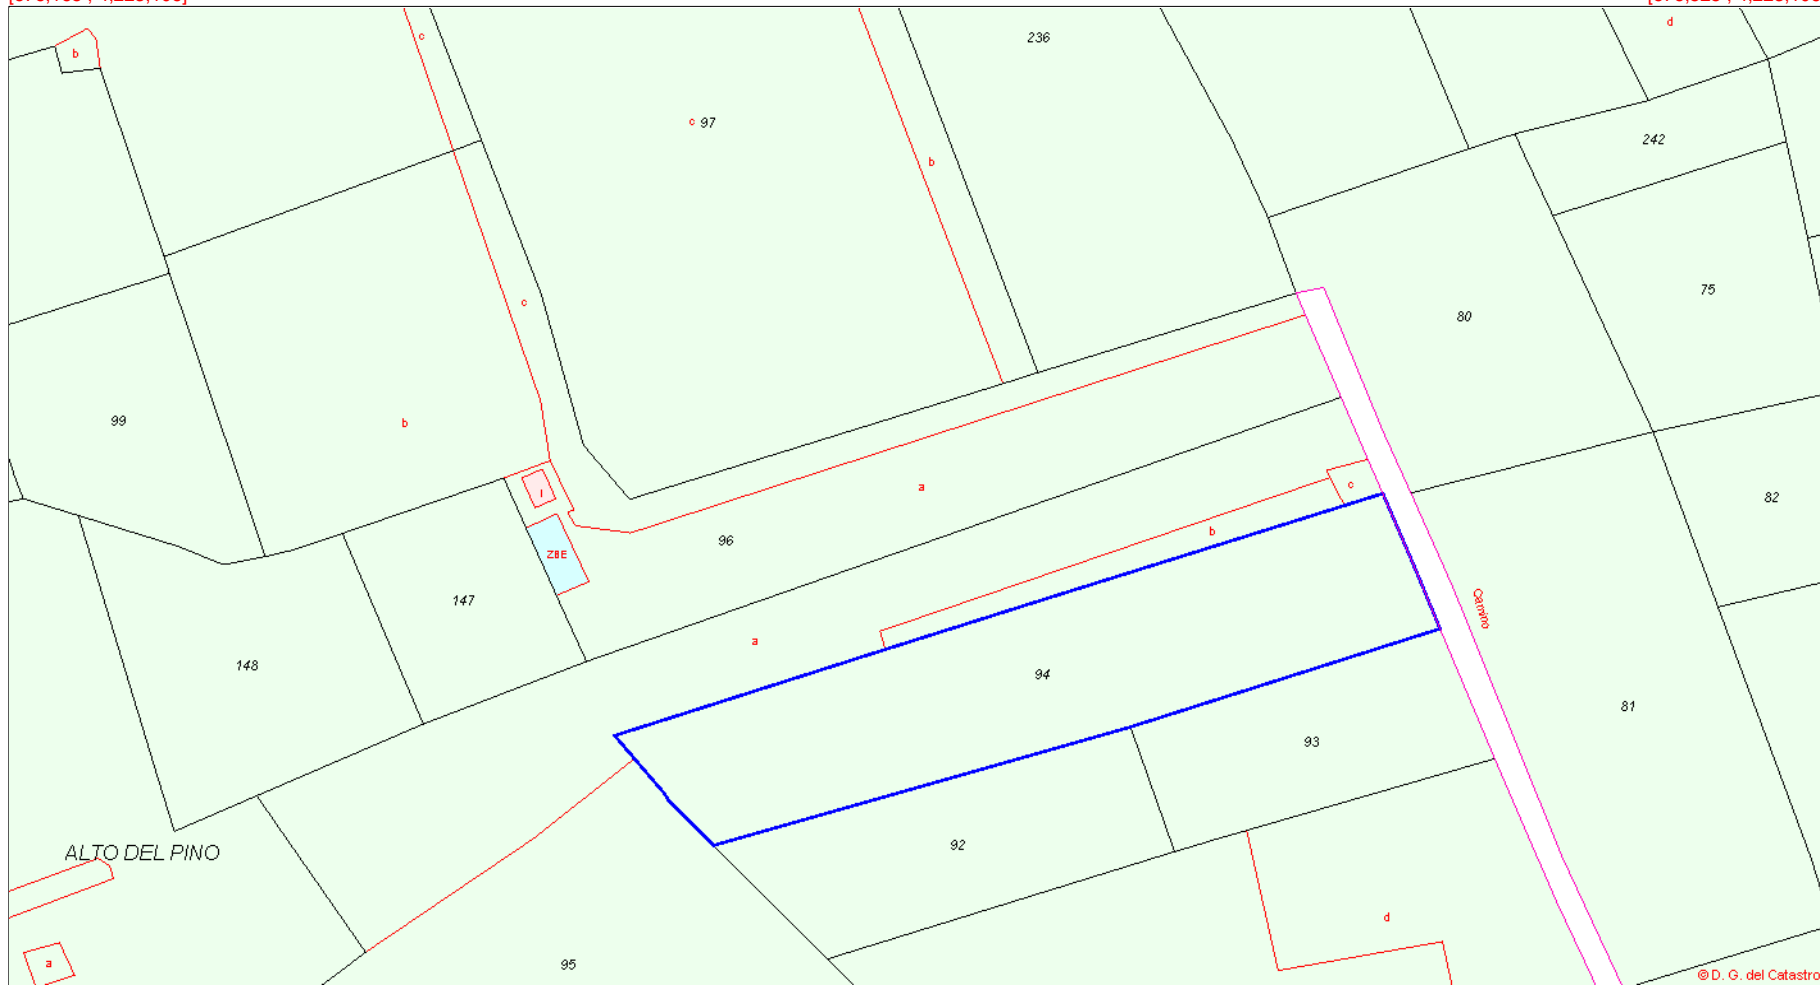 d
c
236
b
c 97
242
b
75
c
80
99
b
a
c
82
I
b
96
ZBE
147
Camino
a
148
94
81
93
92
ALTO DEL PINO
d
a
95
© D. G. del Catastro